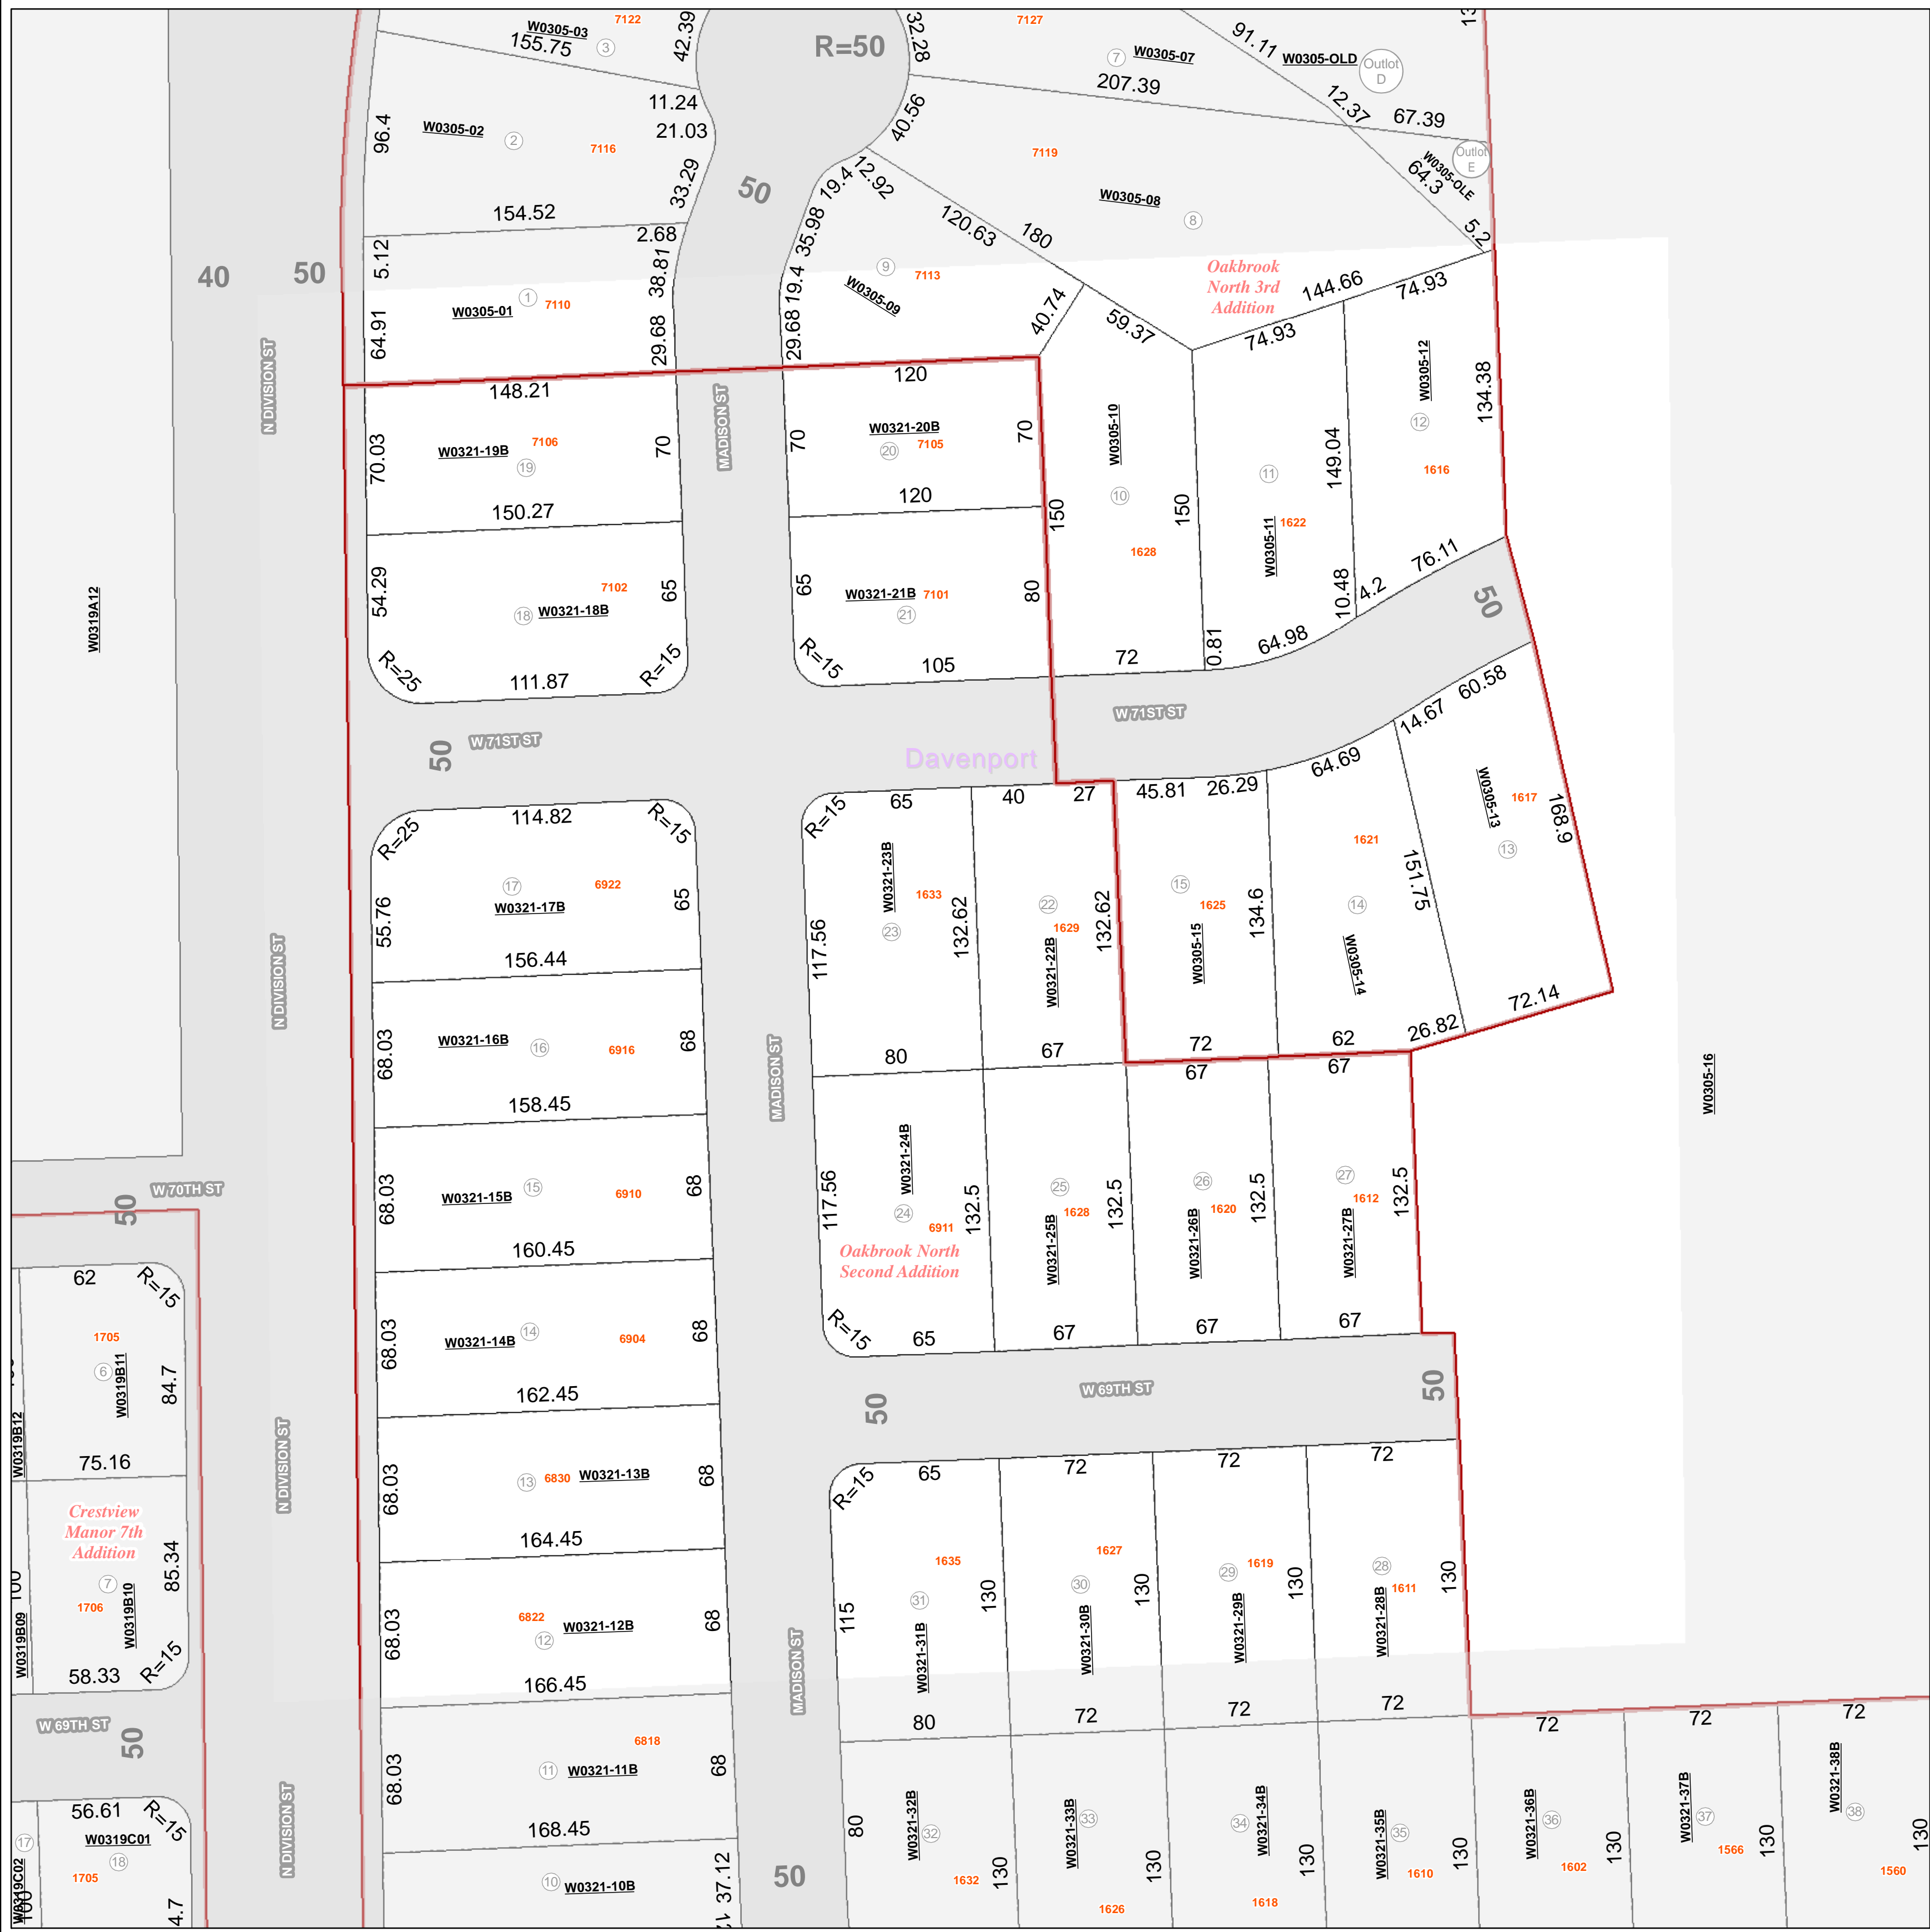 W0305-03
7122
3
155.75
42.39
R=50
32.28
7127
7
W0305-07
207.39
91.11
W0305-OLD
Outlot
D
12.37
67.39
96.4
W0305-02
2
7116
11.24
21.03
33.29
154.52
40.56
7119
W0305-08
8
W0305-OLE
64.3
Outlot
E
5.2
50
12.92
19.4
35.98
120.63
180
40
50
5.12
2.68
38.81
19.4
9
7113
W0305-09
Oakbrook
North 3rd
Addition
144.66
74.93
64.91
W0305-01
1
7110
29.68
29.68
40.74
59.37
74.93
N DIVISION ST
148.21
MADISON ST
120
W0305-12
134.38
12
1616
70.03
W0321-19B
7106
19
70
70
W0321-20B
20
7105
70
W0305-10
10
150
150
11
149.04
150.27
120
1628
W0305-11
1622
W0319A12
54.29
7102
18
W0321-18B
65
65
W0321-21B
7101
21
80
10.48
4.2
76.11
50
R=25
111.87
R=15
R=15
105
72
0.81
64.98
50
W 71ST ST
W 71ST ST
Davenport
14.67
60.58
64.69
R=25
114.82
R=15
R=15
65
40
27
45.81
26.29
W0305-13
1617
13
168.9
17
6922
W0321-17B
55.76
65
W0321-23B
1633
23
117.56
132.62
22
1629
W0321-22B
132.62
15
1625
W0305-15
134.6
1621
14
W0305-14
151.75
156.44
N DIVISION ST
72.14
68.03
W0321-16B
16
6916
68
80
67
72
62
26.82
67
67
158.45
MADISON ST
W0305-16
W 70TH ST
50
68.03
W0321-15B
15
6910
68
160.45
117.56
W0321-24B
24
6911
132.5
25
1628
W0321-25B
132.5
26
1620
W0321-26B
132.5
27
1612
W0321-27B
132.5
Oakbrook North
Second Addition
62
R=15
1705
6
W0319B11
84.7
W0319B12
75.16
68.03
W0321-14B
14
6904
68
162.45
R=15
65
67
67
67
50
W 69TH ST
50
N DIVISION ST
68.03
13
6830
W0321-13B
68
164.45
R=15
65
72
72
72
Crestview
Manor 7th
Addition
100
7
1706
W0319B10
85.34
W0319B09
58.33
R=15
68.03
6822
12
W0321-12B
68
166.45
MADISON ST
115
1635
31
W0321-31B
130
1627
30
W0321-30B
130
1619
29
W0321-29B
130
28
1611
W0321-28B
130
80
72
72
72
72
72
72
W 69TH ST
50
68.03
11
6818
W0321-11B
68
168.45
80
W0321-32B
32
1632
130
W0321-33B
33
1626
130
34
W0321-34B
1618
130
W0321-35B
35
1610
130
W0321-36B
36
1602
130
W0321-37B
37
1566
130
W0321-38B
38
1560
130
56.61
R=15
17
W0319C01
18
1705
W0319C02
100
4.7
N DIVISION ST
10
W0321-10B
37.12
50